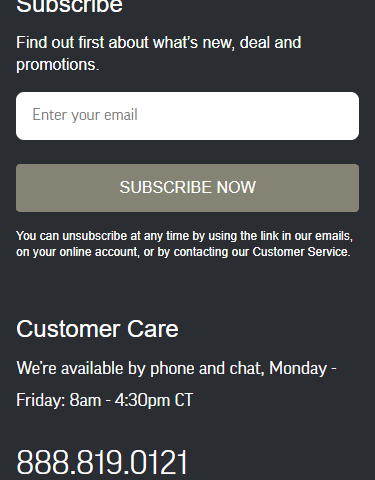 Subscribe
Find out first about what's new, deal and
promotions.
Enter your email
SUBSCRIBE NOW
You can unsubscribe at any time by using the link in our emails,
on your online account, or by contacting our Customer Service.
Customer Care
We're available by phone and chat, Monday -
Friday: 8am - 4:30pm CT
888.819.0121